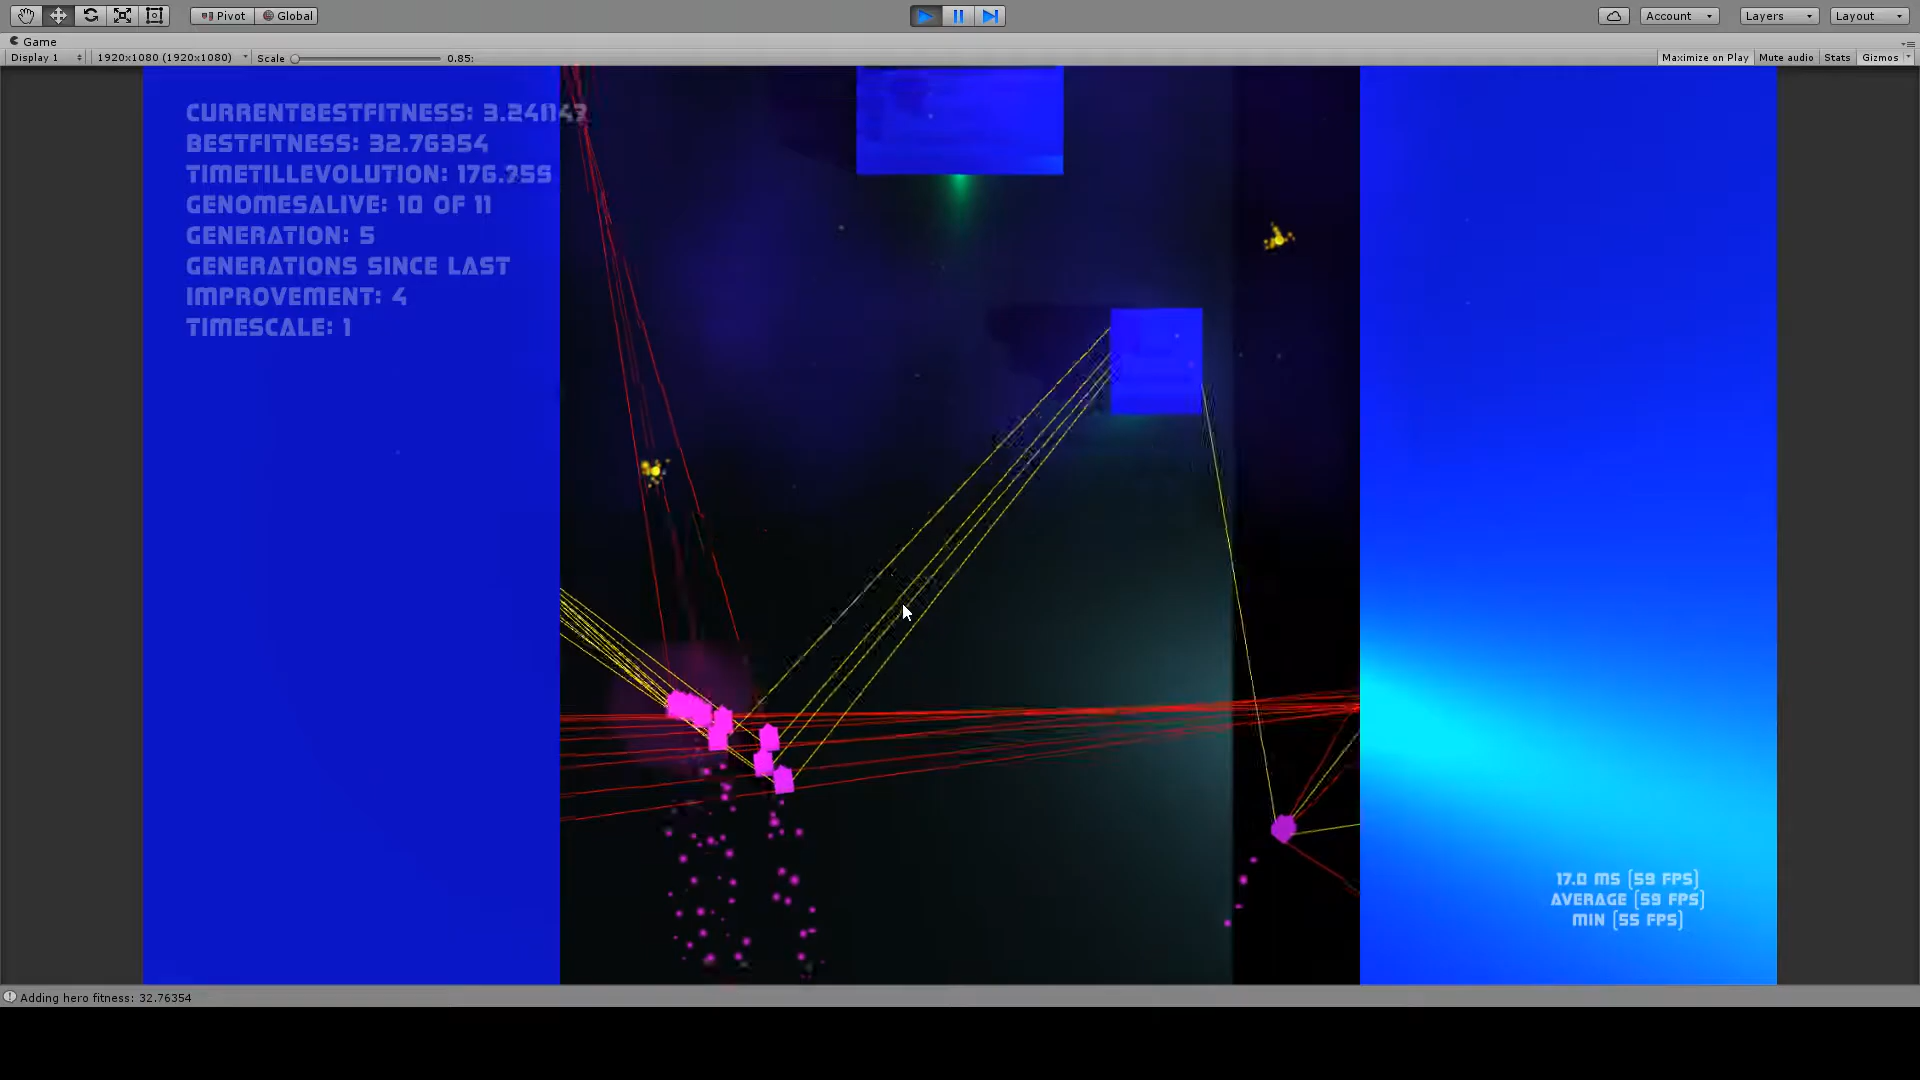 Pivot Global Account Layers Layout
Game
Display 1 1920x1080 (1920x1080) Scale 0.85: Maximize on Play Mute audio Stats Gizmos
CURRENTBESTFITNESS: 3.241143
BESTFITNESS: 32.76354
TIMETILLEVOLUTION: 176.25S
GENOMESALIVE: 10 OF 11
GENERATION: 5
GENERATIONS SINCE LAST
IMPROVEMENT: 4
TIMESCALE: 1
17.0 MS (59 FPS)
AVERAGE (59 FPS)
MIN (55 FPS)
Adding hero fitness: 32.76354